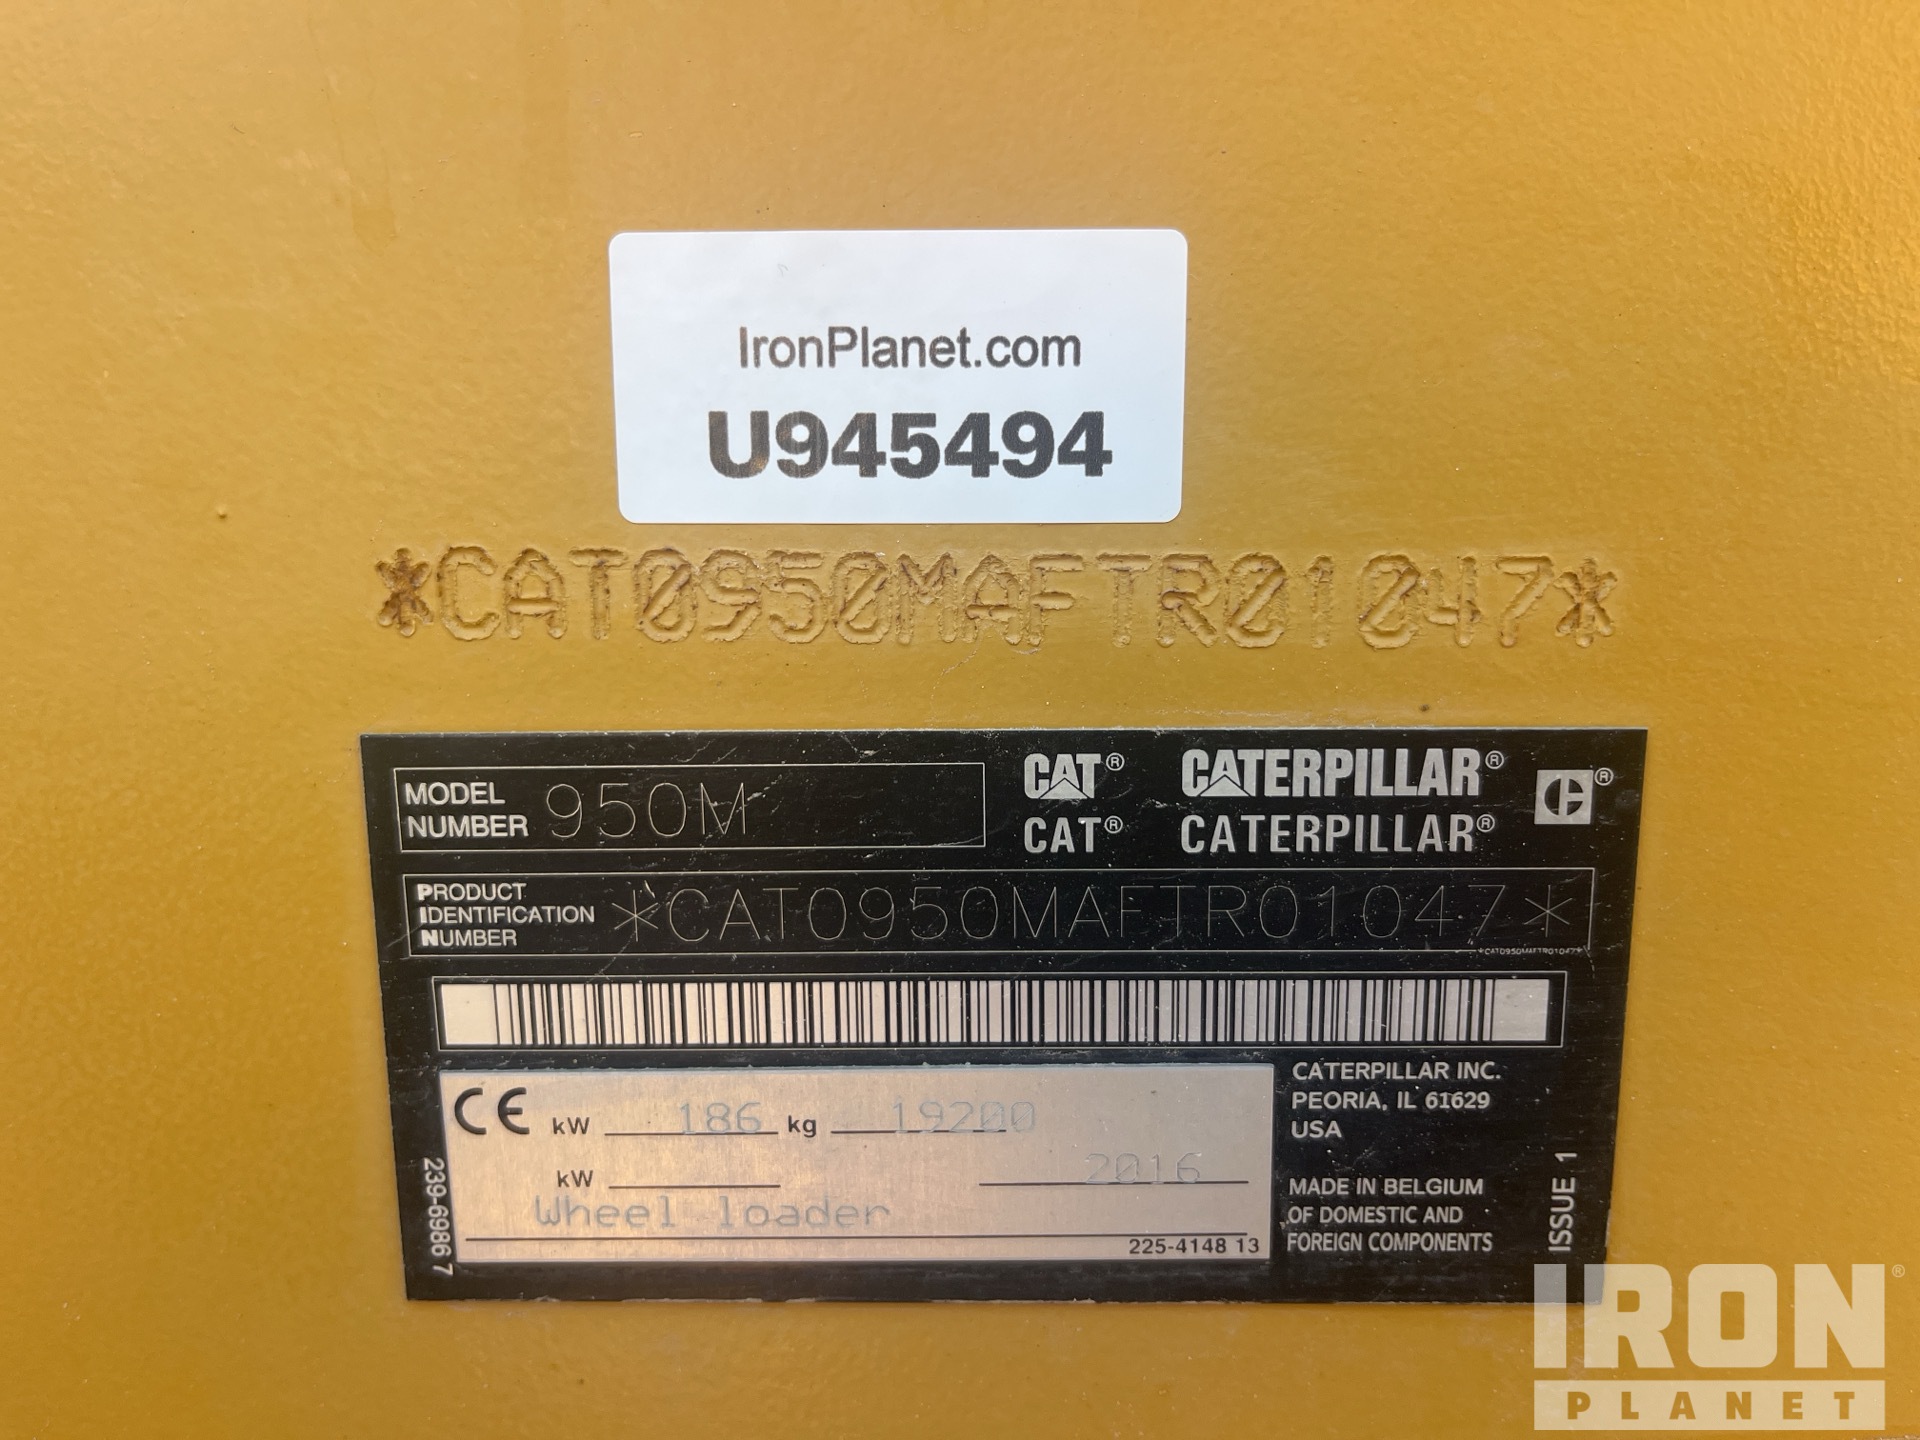 IronPlanet.com
U945494
*CAT0950MAFTR01047*
MODEL NUMBER 950M
CAT® CATERPILLAR®
CAT® CATERPILLAR®
PRODUCT IDENTIFICATION NUMBER *CAT0950MAFTR01047*
*CAT0950MAFTR01047*
CE kW 186 kg 19200
kW 2016
Wheel loader
225-4148 13
239-6986 7
CATERPILLAR INC.
PEORIA, IL 61629
USA
MADE IN BELGIUM
OF DOMESTIC AND
FOREIGN COMPONENTS
ISSUE 1
IRON®
PLANET